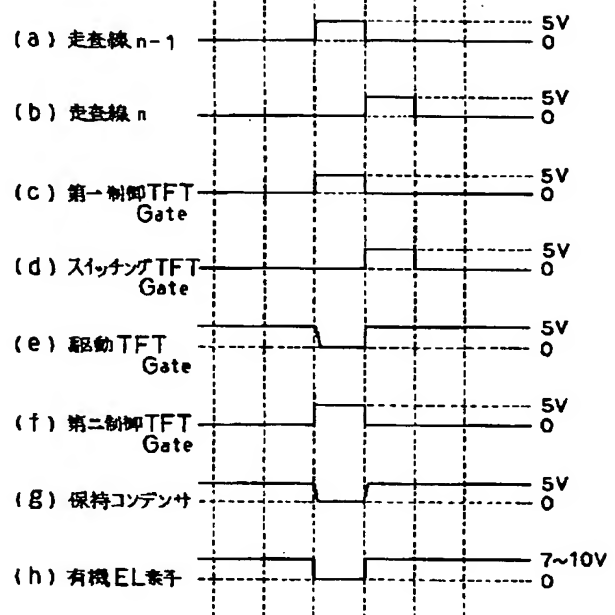 (a) 走査線 n-1
5V
0
(b) 走査線 n
5V
0
(c) 第一制御TFT
Gate
5V
0
(d) スイッチングTFT
Gate
5V
0
(e) 駆動TFT
Gate
5V
0
(f) 第二制御TFT
Gate
5V
0
(g) 保持コンデンサ
5V
0
(h) 有機EL素子
7~10V
0